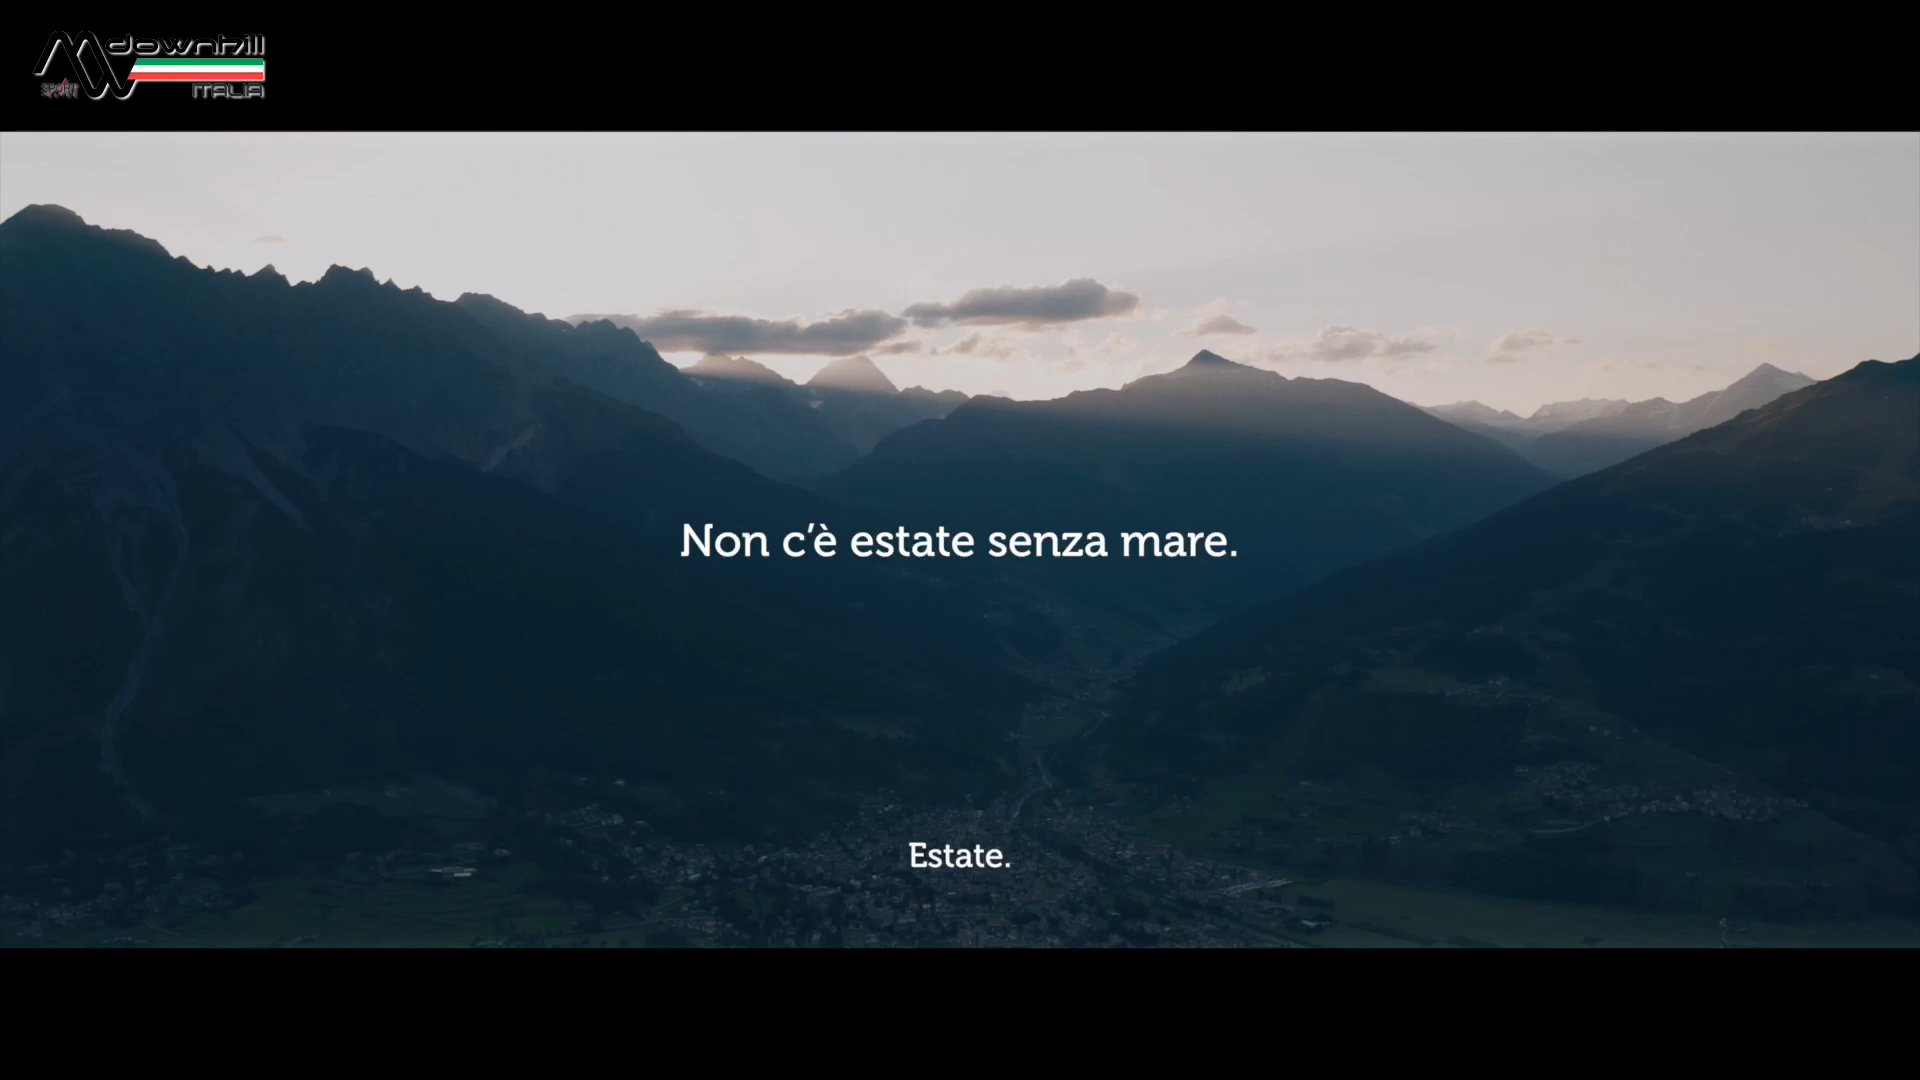 downhill
SPORT
ITALIA
Non c'è estate senza mare.
Estate.